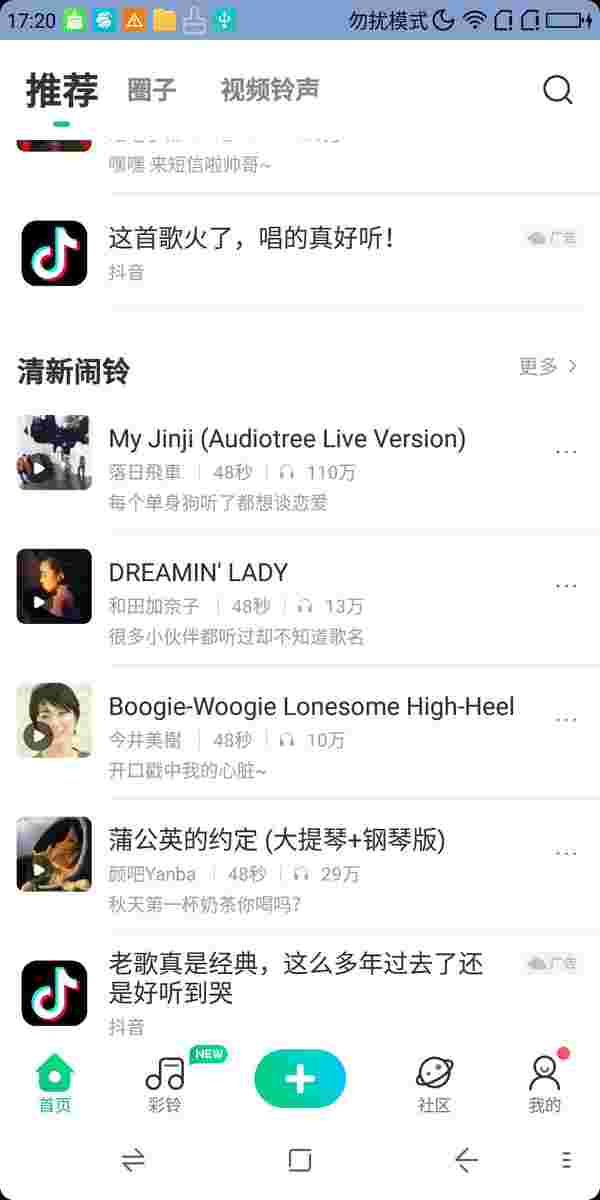 17:20
勿扰模式
推荐 圈子 视频铃声
嘿嘿 来短信啦帅哥~
这首歌火了，唱的真好听！
广告
抖音
清新闹铃
更多
My Jinji (Audiotree Live Version)
落日飛車 48秒 110万
每个单身狗听了都想谈恋爱
DREAMIN' LADY
和田加奈子 48秒 13万
很多小伙伴都听过却不知道歌名
Boogie-Woogie Lonesome High-Heel
今井美樹 48秒 10万
开口戳中我的心脏~
蒲公英的约定 (大提琴+钢琴版)
颜吧Yanba 48秒 29万
秋天第一杯奶茶你喝吗?
老歌真是经典，这么多年过去了还
是好听到哭
广告
抖音
NEW
首页 彩铃 社区 我的